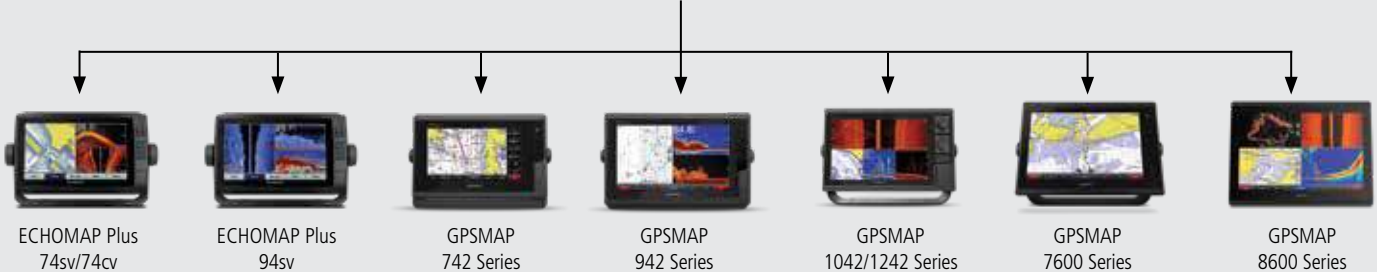 ECHOMAP Plus
74sv/74cv
ECHOMAP Plus
94sv
GPSMAP
742 Series
GPSMAP
942 Series
GPSMAP
1042/1242 Series
GPSMAP
7600 Series
GPSMAP
8600 Series